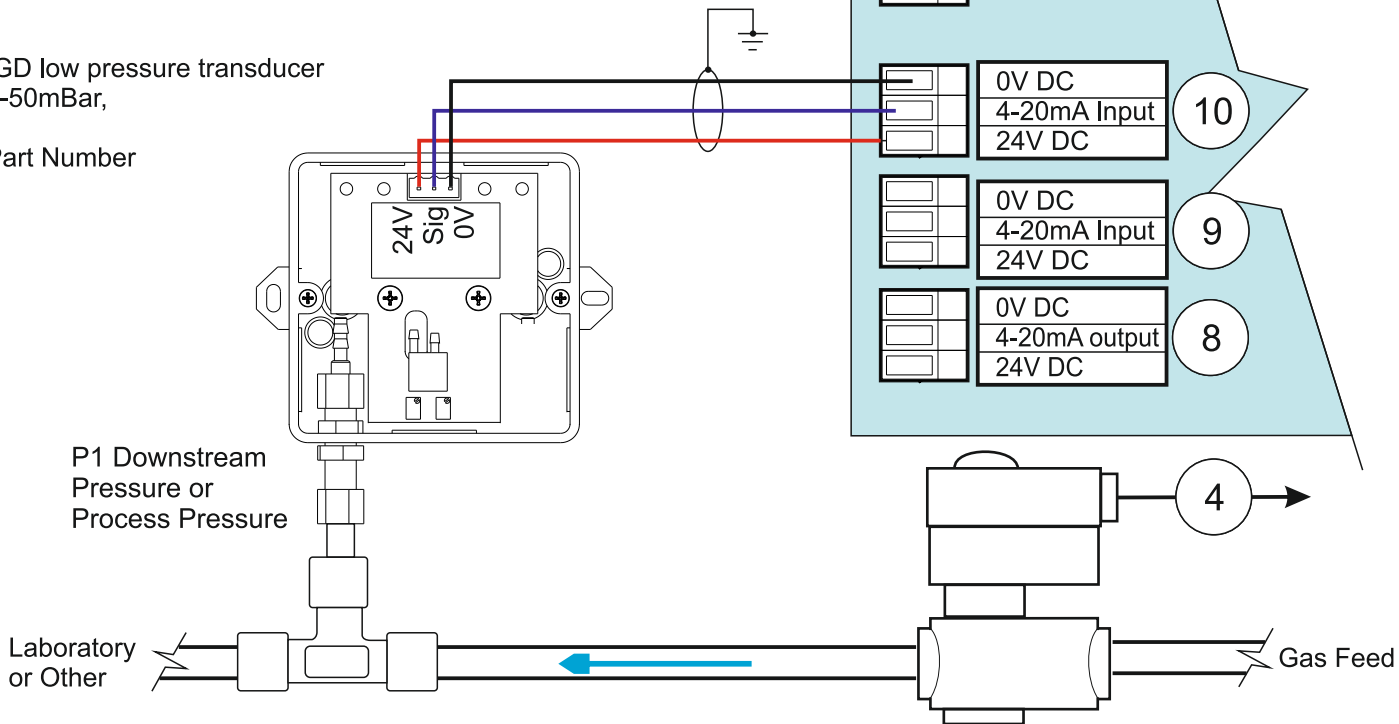 GD low pressure transducer
-50mBar,
Part Number
24V
Sig
0V
0V DC
4-20mA Input
24V DC
10
0V DC
4-20mA Input
24V DC
9
0V DC
4-20mA output
24V DC
8
P1 Downstream
Pressure or
Process Pressure
4
Laboratory
or Other
Gas Feed